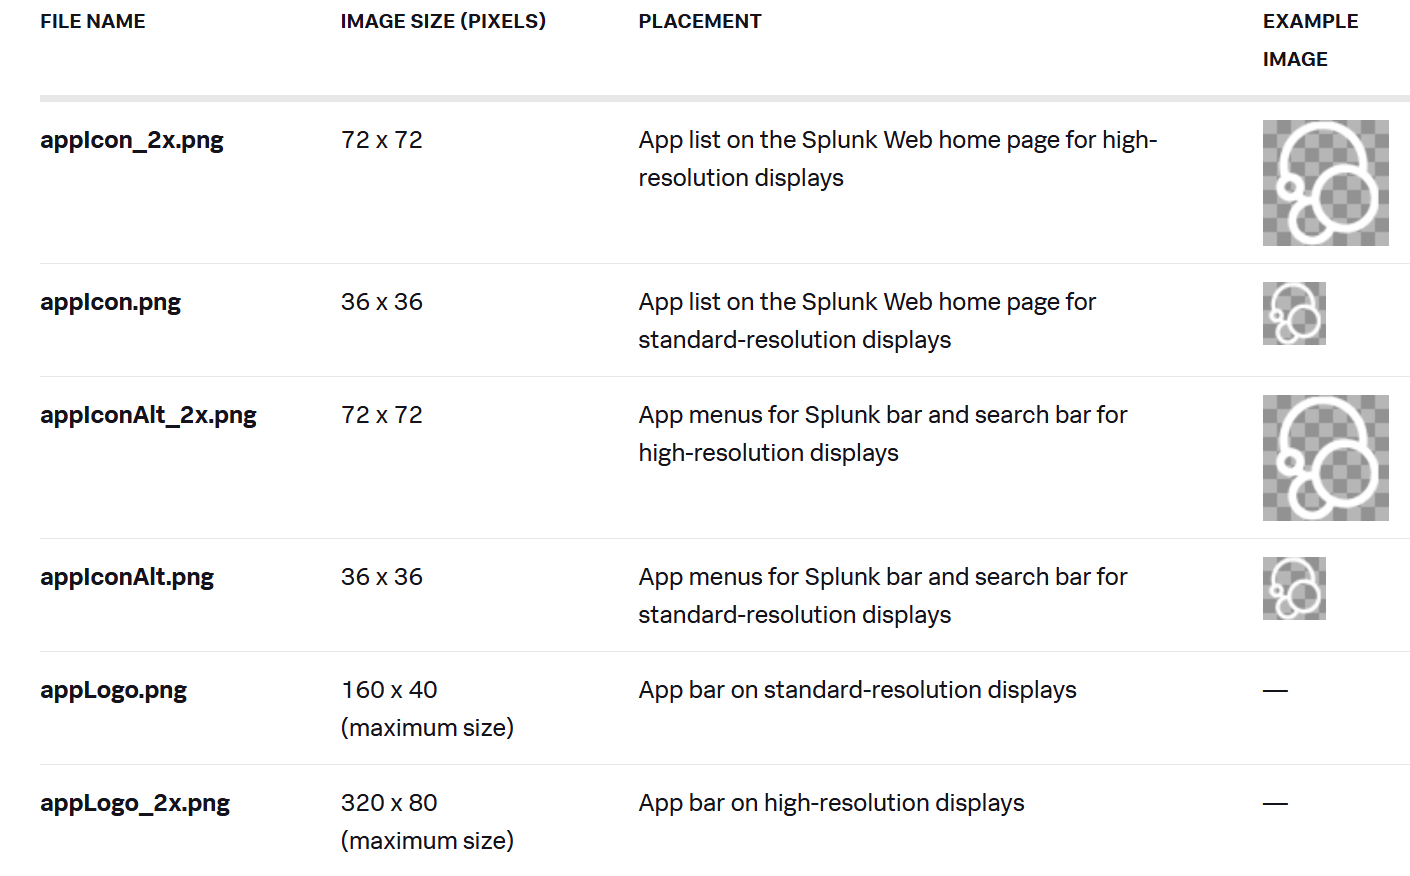 FILE NAME
IMAGE SIZE (PIXELS)
PLACEMENT
EXAMPLE
IMAGE
appIcon_2x.png
72 x 72
App list on the Splunk Web home page for high-
resolution displays
appIcon.png
36 x 36
App list on the Splunk Web home page for
standard-resolution displays
appIconAlt_2x.png
72 x 72
App menus for Splunk bar and search bar for
high-resolution displays
appIconAlt.png
36 x 36
App menus for Splunk bar and search bar for
standard-resolution displays
appLogo.png
160 x 40
(maximum size)
App bar on standard-resolution displays
—
appLogo_2x.png
320 x 80
(maximum size)
App bar on high-resolution displays
—